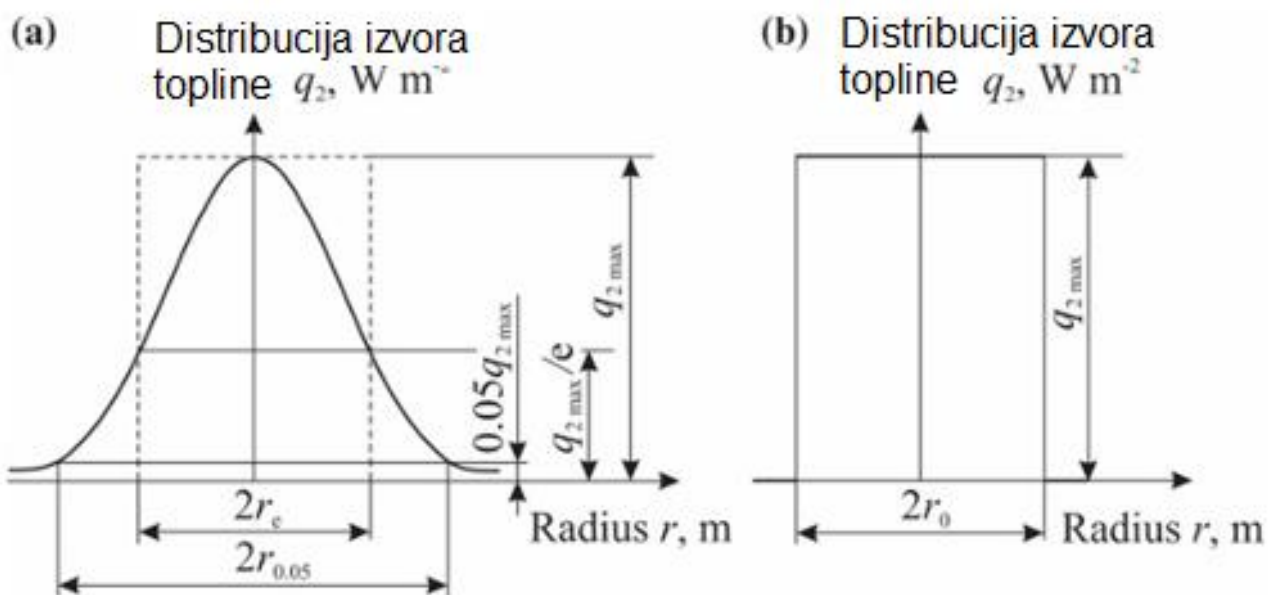 (a)
Distribucija izvora
topline q₂, W m⁻
0.05q₂ max
q₂ max/e
q₂ max
2rₑ
2r₀.₀₅
Radius r, m
(b)
Distribucija izvora
topline q₂, W m⁻²
q₂ max
2r₀
Radius r, m